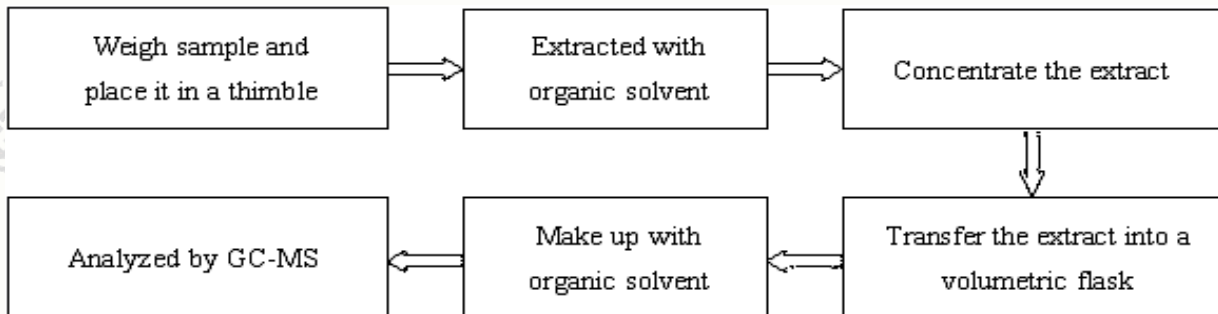 Weigh sample and
place it in a thimble
Extracted with
organic solvent
Concentrate the extract
Transfer the extract into a
volumetric flask
Make up with
organic solvent
Analyzed by GC-MS